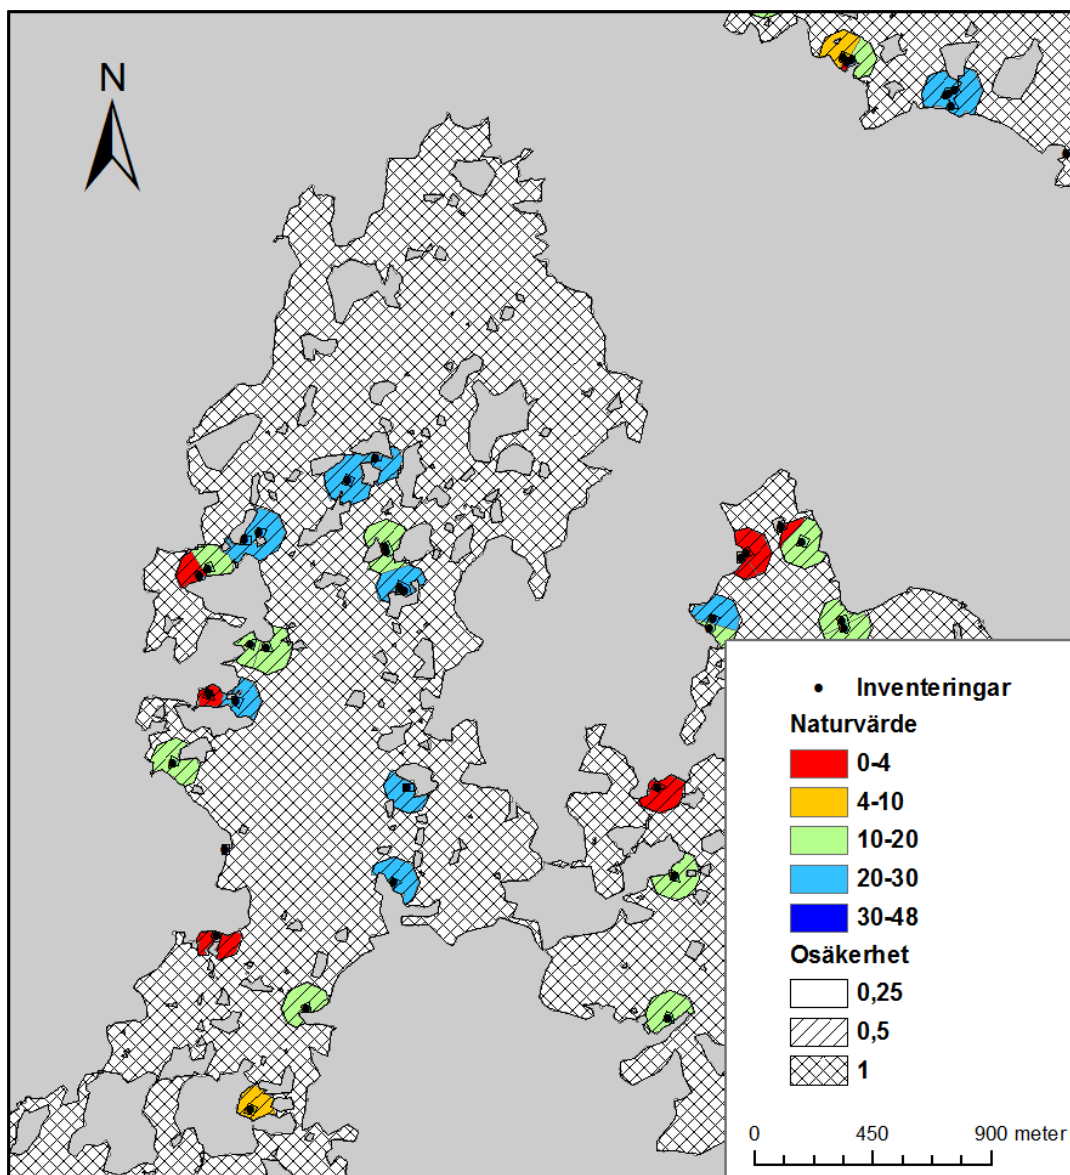 N
Inventeringar
Naturvärde
0-4
4-10
10-20
20-30
30-48
Osäkerhet
0,25
0,5
1
0 450 900 meter